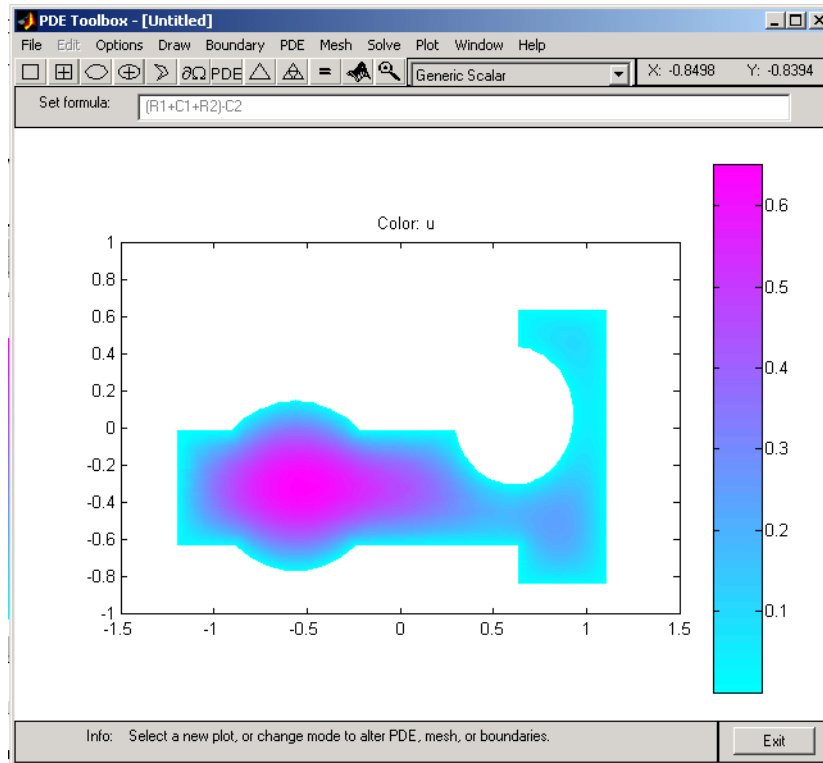 PDE Toolbox - [Untitled]
File Edit Options Draw Boundary PDE Mesh Solve Plot Window Help
∂Ω PDE = Generic Scalar X: -0.8498 Y: -0.8394
Set formula: (R1+C1+R2)-C2
Color: u
1
0.8
0.6
0.4
0.2
0
-0.2
-0.4
-0.6
-0.8
-1
-1.5 -1 -0.5 0 0.5 1 1.5
0.6
0.5
0.4
0.3
0.2
0.1
Info: Select a new plot, or change mode to alter PDE, mesh, or boundaries.
Exit